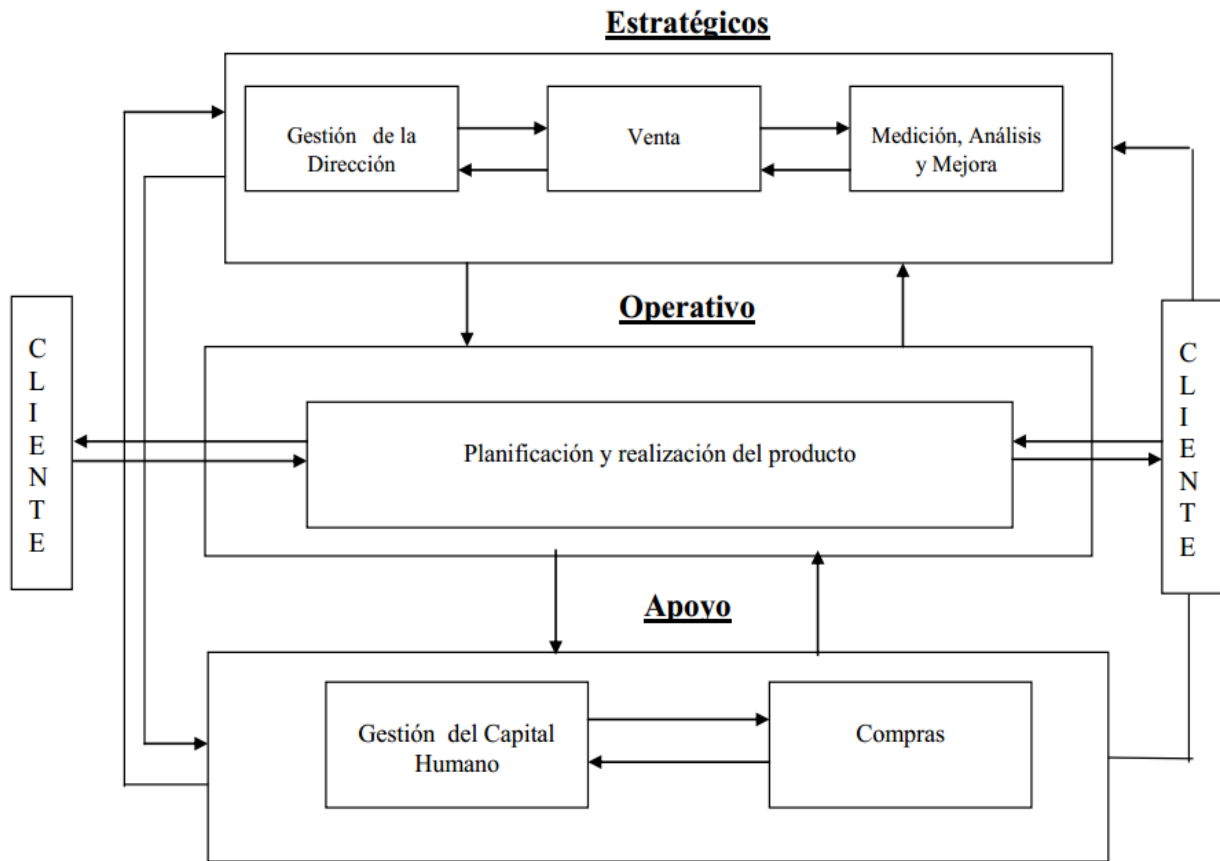 Estratégicos
Gestión de la
Dirección
Venta
Medición, Análisis
y Mejora
Operativo
C
L
I
E
N
T
E
Planificación y realización del producto
C
L
I
E
N
T
E
Apoyo
Gestión del Capital
Humano
Compras